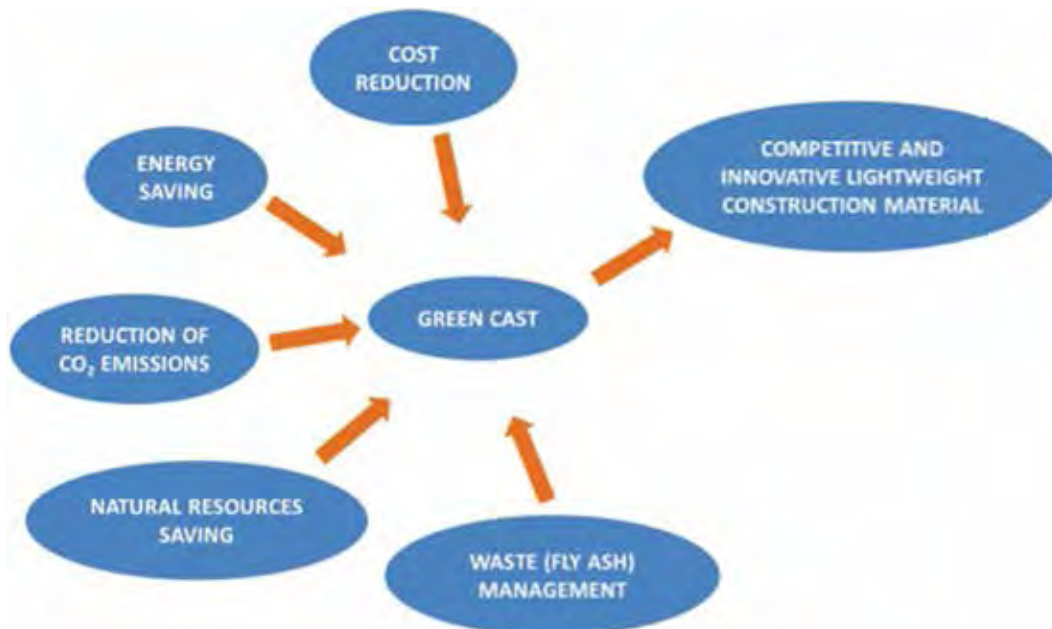 COST
REDUCTION
ENERGY
SAVING
COMPETITIVE AND
INNOVATIVE LIGHTWEIGHT
CONSTRUCTION MATERIAL
GREEN CAST
REDUCTION OF
CO₂ EMISSIONS
NATURAL RESOURCES
SAVING
WASTE (FLY ASH)
MANAGEMENT